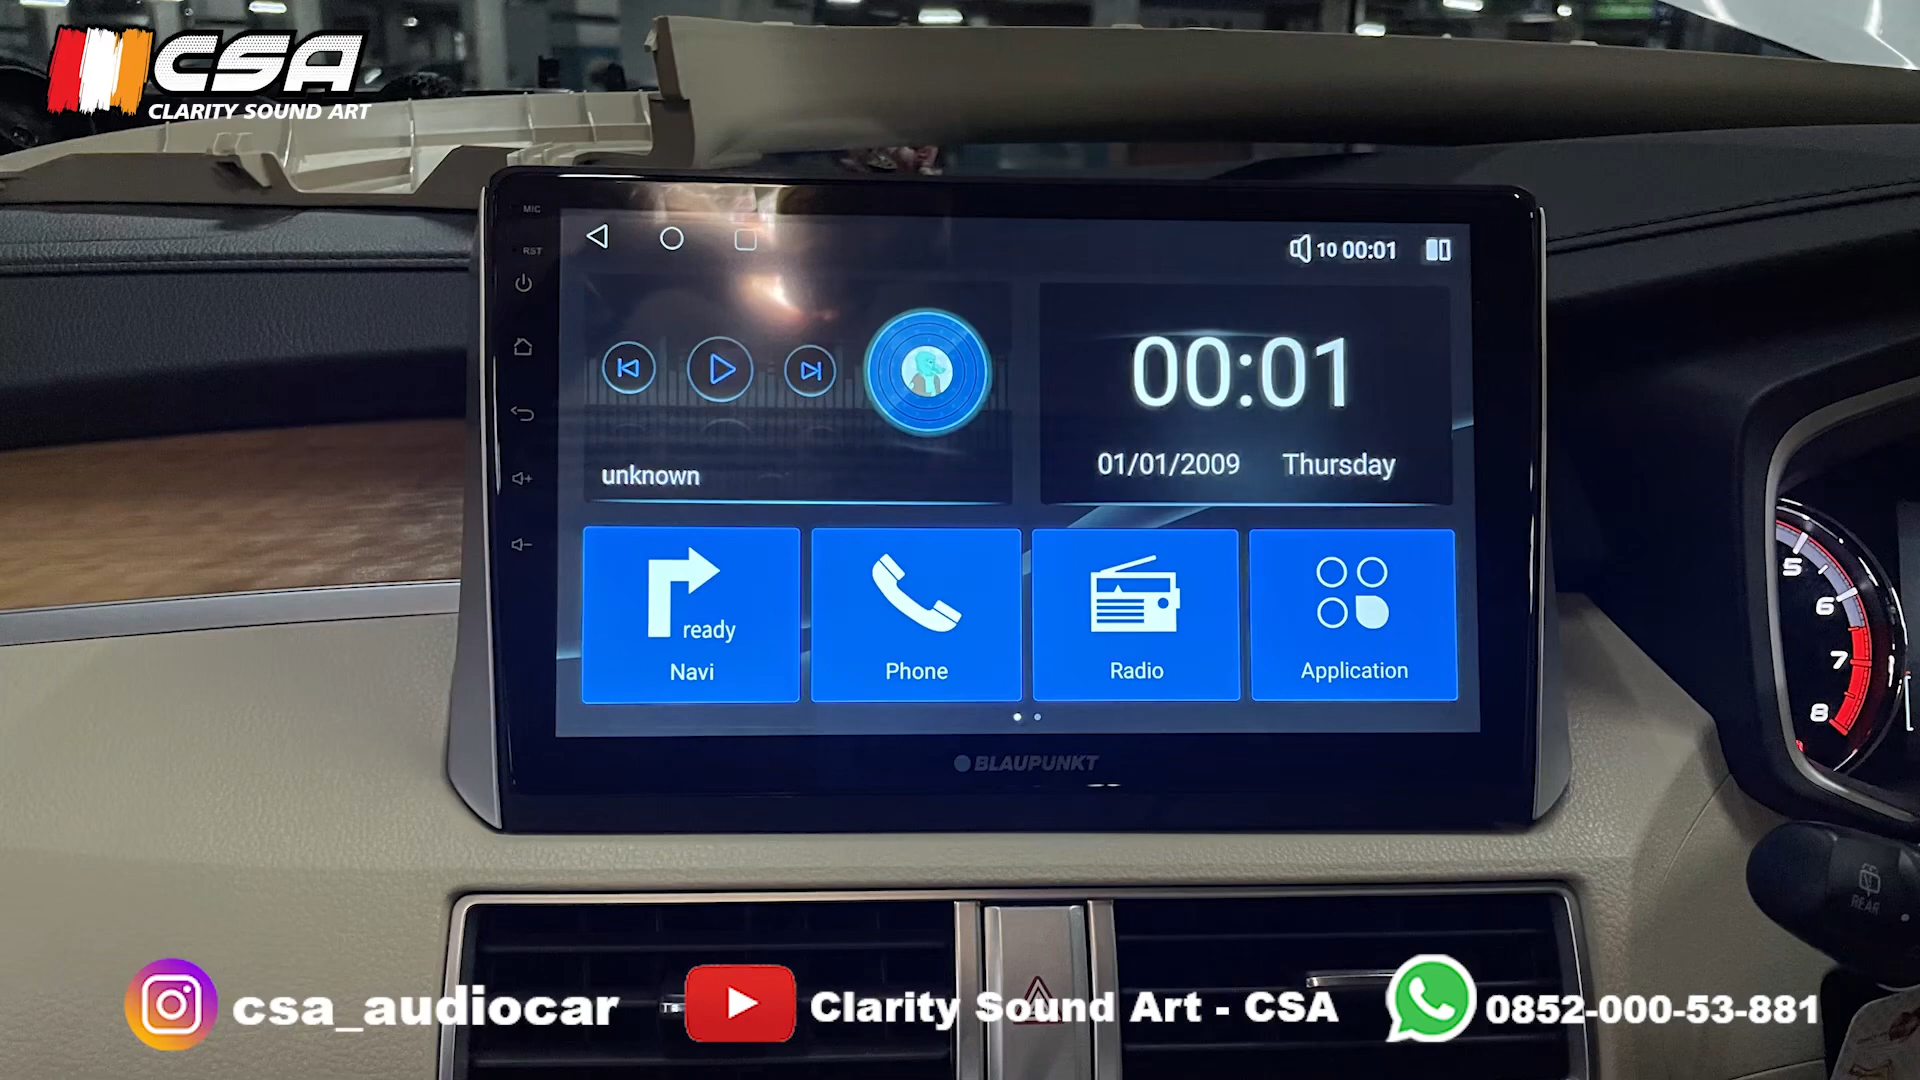 CSA
CLARITY SOUND ART
MIC
RST
10 00:01
00:01
01/01/2009 Thursday
unknown
ready
Navi
Phone
Radio
Application
BLAUPUNKT
5
6
7
8
REAR
csa_audiocar
Clarity Sound Art - CSA
0852-000-53-881